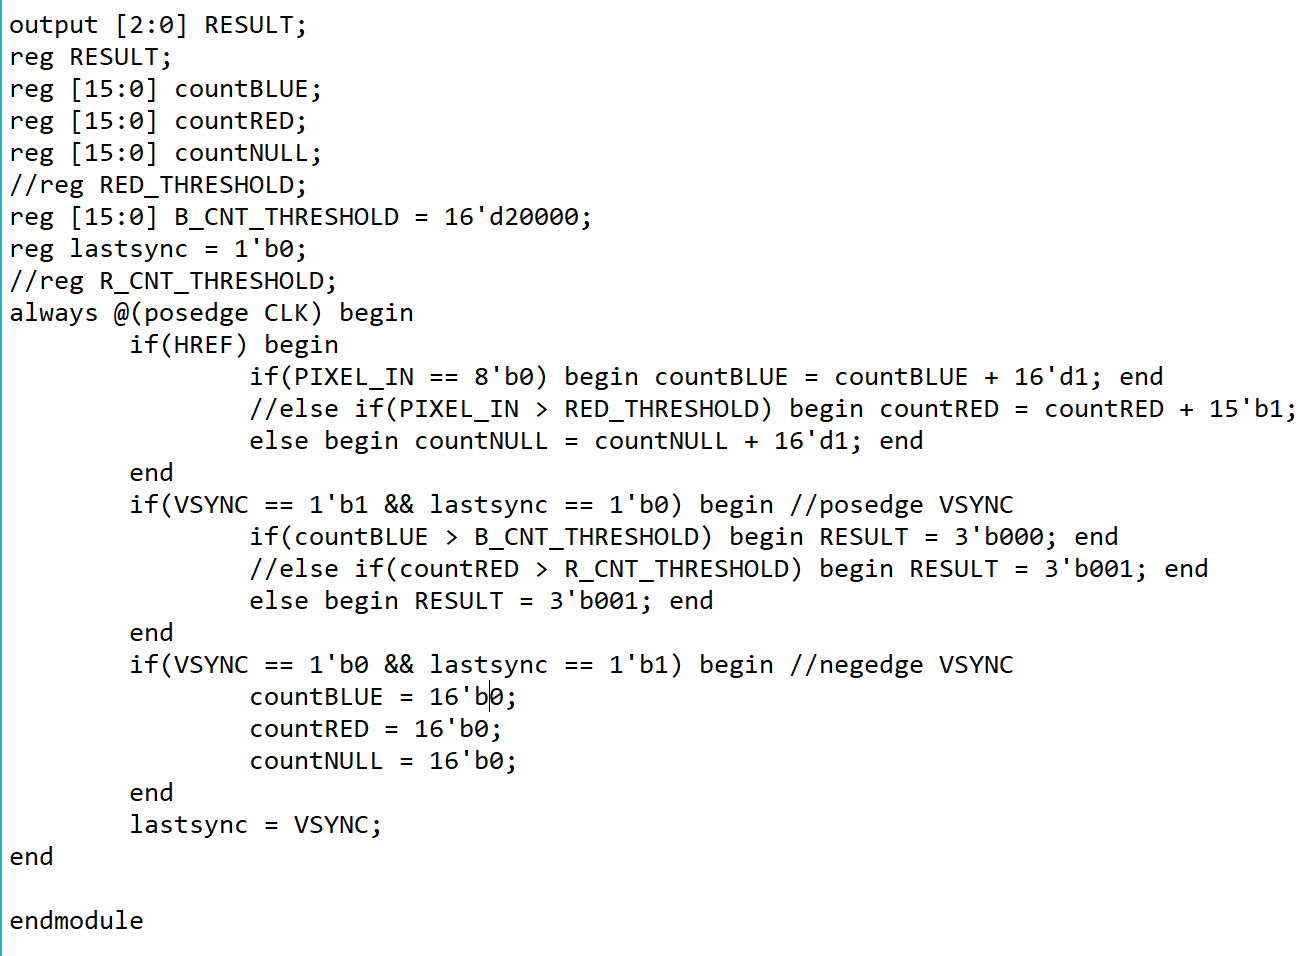 output [2:0] RESULT;
reg RESULT;
reg [15:0] countBLUE;
reg [15:0] countRED;
reg [15:0] countNULL;
//reg RED_THRESHOLD;
reg [15:0] B_CNT_THRESHOLD = 16'd20000;
reg lastsync = 1'b0;
//reg R_CNT_THRESHOLD;
always @(posedge CLK) begin
        if(HREF) begin
                if(PIXEL_IN == 8'b0) begin countBLUE = countBLUE + 16'd1; end
                //else if(PIXEL_IN > RED_THRESHOLD) begin countRED = countRED + 15'b1;
                else begin countNULL = countNULL + 16'd1; end
        end
        if(VSYNC == 1'b1 && lastsync == 1'b0) begin //posedge VSYNC
                if(countBLUE > B_CNT_THRESHOLD) begin RESULT = 3'b000; end
                //else if(countRED > R_CNT_THRESHOLD) begin RESULT = 3'b001; end
                else begin RESULT = 3'b001; end
        end
        if(VSYNC == 1'b0 && lastsync == 1'b1) begin //negedge VSYNC
                countBLUE = 16'b0;
                countRED = 16'b0;
                countNULL = 16'b0;
        end
        lastsync = VSYNC;
end

endmodule